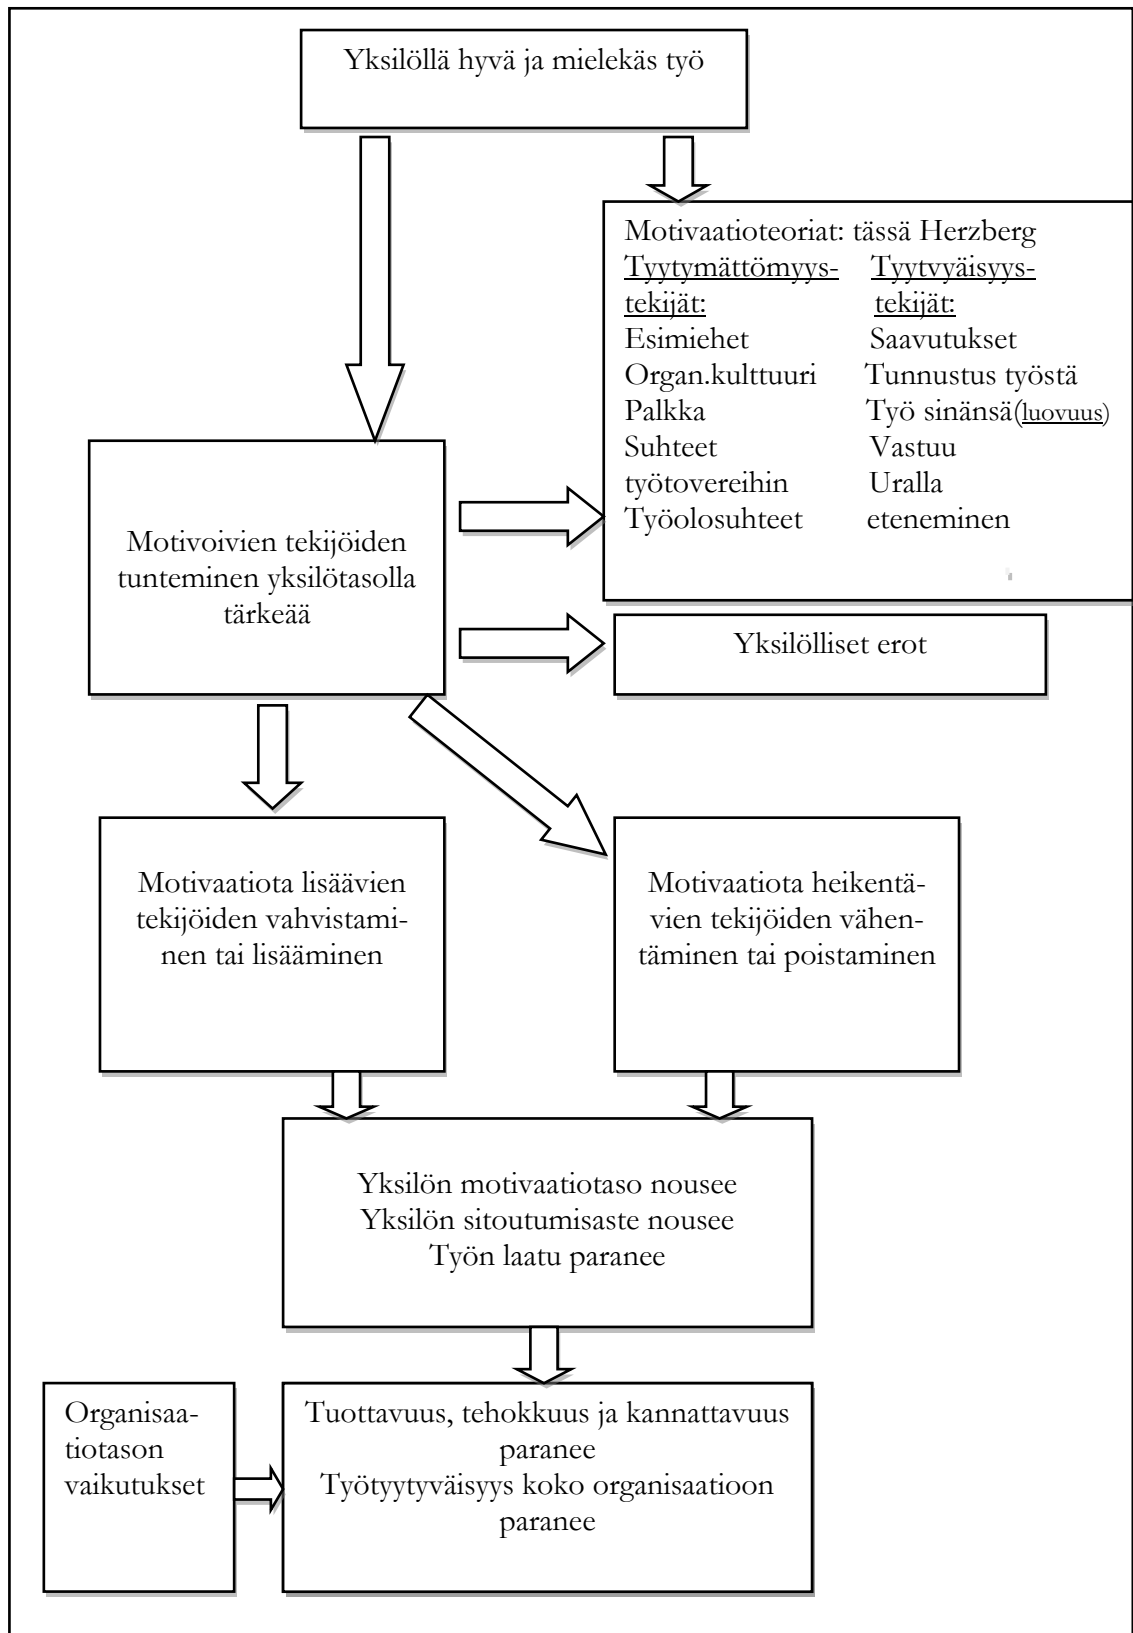 Yksilöllä hyvä ja mielekäs työ
Motivaatioteoriat: tässä Herzberg
Tyytymättömyys- Tyytvyäisyys-
tekijät: tekijät:
Esimiehet Saavutukset
Organ.kulttuuri Tunnustus työstä
Palkka Työ sinänsä(luovuus)
Suhteet Vastuu
työtovereihin Uralla
Työolosuhteet eteneminen
Motivoivien tekijöiden
tunteminen yksilötasolla
tärkeää
Yksilölliset erot
Motivaatiota lisäävien
tekijöiden vahvistami-
nen tai lisääminen
Motivaatiota heikentä-
vien tekijöiden vähen-
täminen tai poistaminen
Yksilön motivaatiotaso nousee
Yksilön sitoutumisaste nousee
Työn laatu paranee
Organisaa-
tiotason
vaikutukset
Tuottavuus, tehokkuus ja kannattavuus
paranee
Työtyytyväisyys koko organisaatioon
paranee